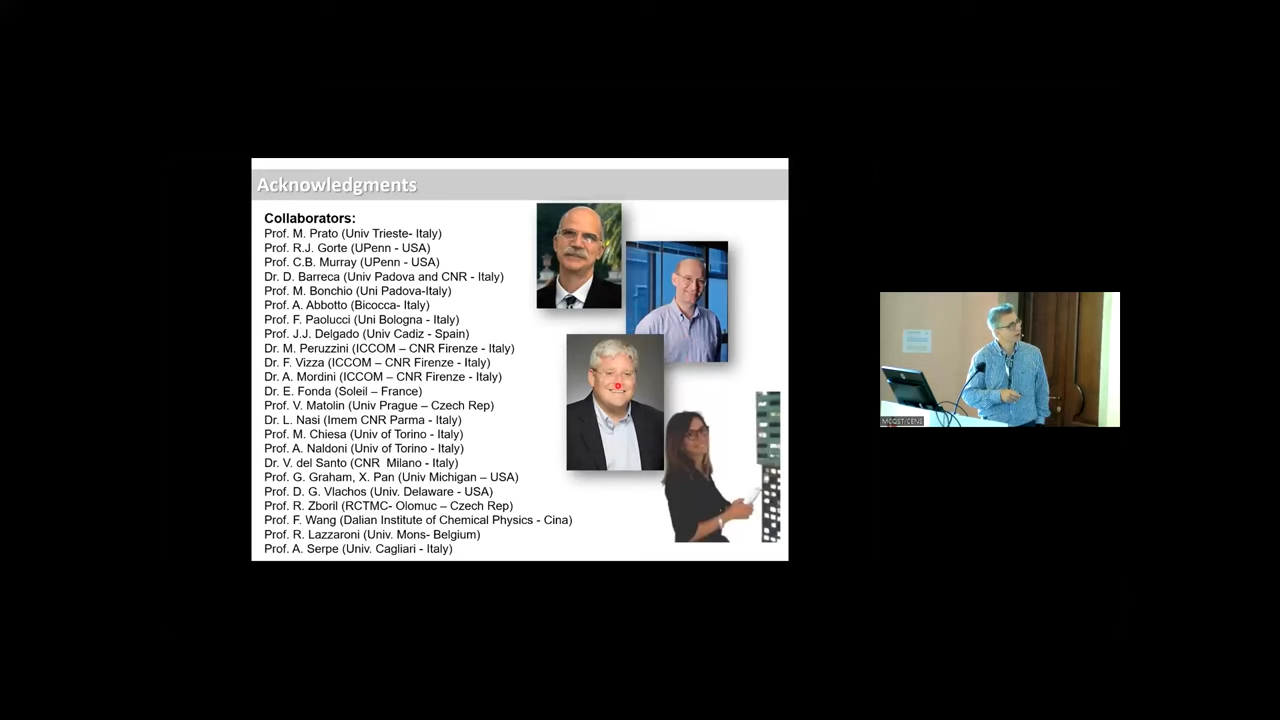 Acknowledgments
Collaborators:
Prof. M. Prato (Univ Trieste- Italy)
Prof. R.J. Gorte (UPenn - USA)
Prof. C.B. Murray (UPenn - USA)
Dr. D. Barreca (Univ Padova and CNR - Italy)
Prof. M. Bonchio (Uni Padova-Italy)
Prof. A. Abbotto (Bicocca- Italy)
Prof. F. Paolucci (Uni Bologna - Italy)
Prof. J.J. Delgado (Univ Cadiz - Spain)
Dr. M. Peruzzini (ICCOM – CNR Firenze - Italy)
Dr. F. Vizza (ICCOM – CNR Firenze - Italy)
Dr. A. Mordini (ICCOM – CNR Firenze - Italy)
Dr. E. Fonda (Soleil – France)
Prof. V. Matolin (Univ Prague – Czech Rep)
Dr. L. Nasi (Imem CNR Parma - Italy)
Prof. M. Chiesa (Univ of Torino - Italy)
Prof. A. Naldoni (Univ of Torino - Italy)
Dr. V. del Santo (CNR  Milano - Italy)
Prof. G. Graham, X. Pan (Univ Michigan – USA)
Prof. D. G. Vlachos (Univ. Delaware - USA)
Prof. R. Zboril (RCTMC- Olomuc – Czech Rep)
Prof. F. Wang (Dalian Institute of Chemical Physics - Cina)
Prof. R. Lazzaroni (Univ. Mons- Belgium)
Prof. A. Serpe (Univ. Cagliari - Italy)
MCQST/CENS